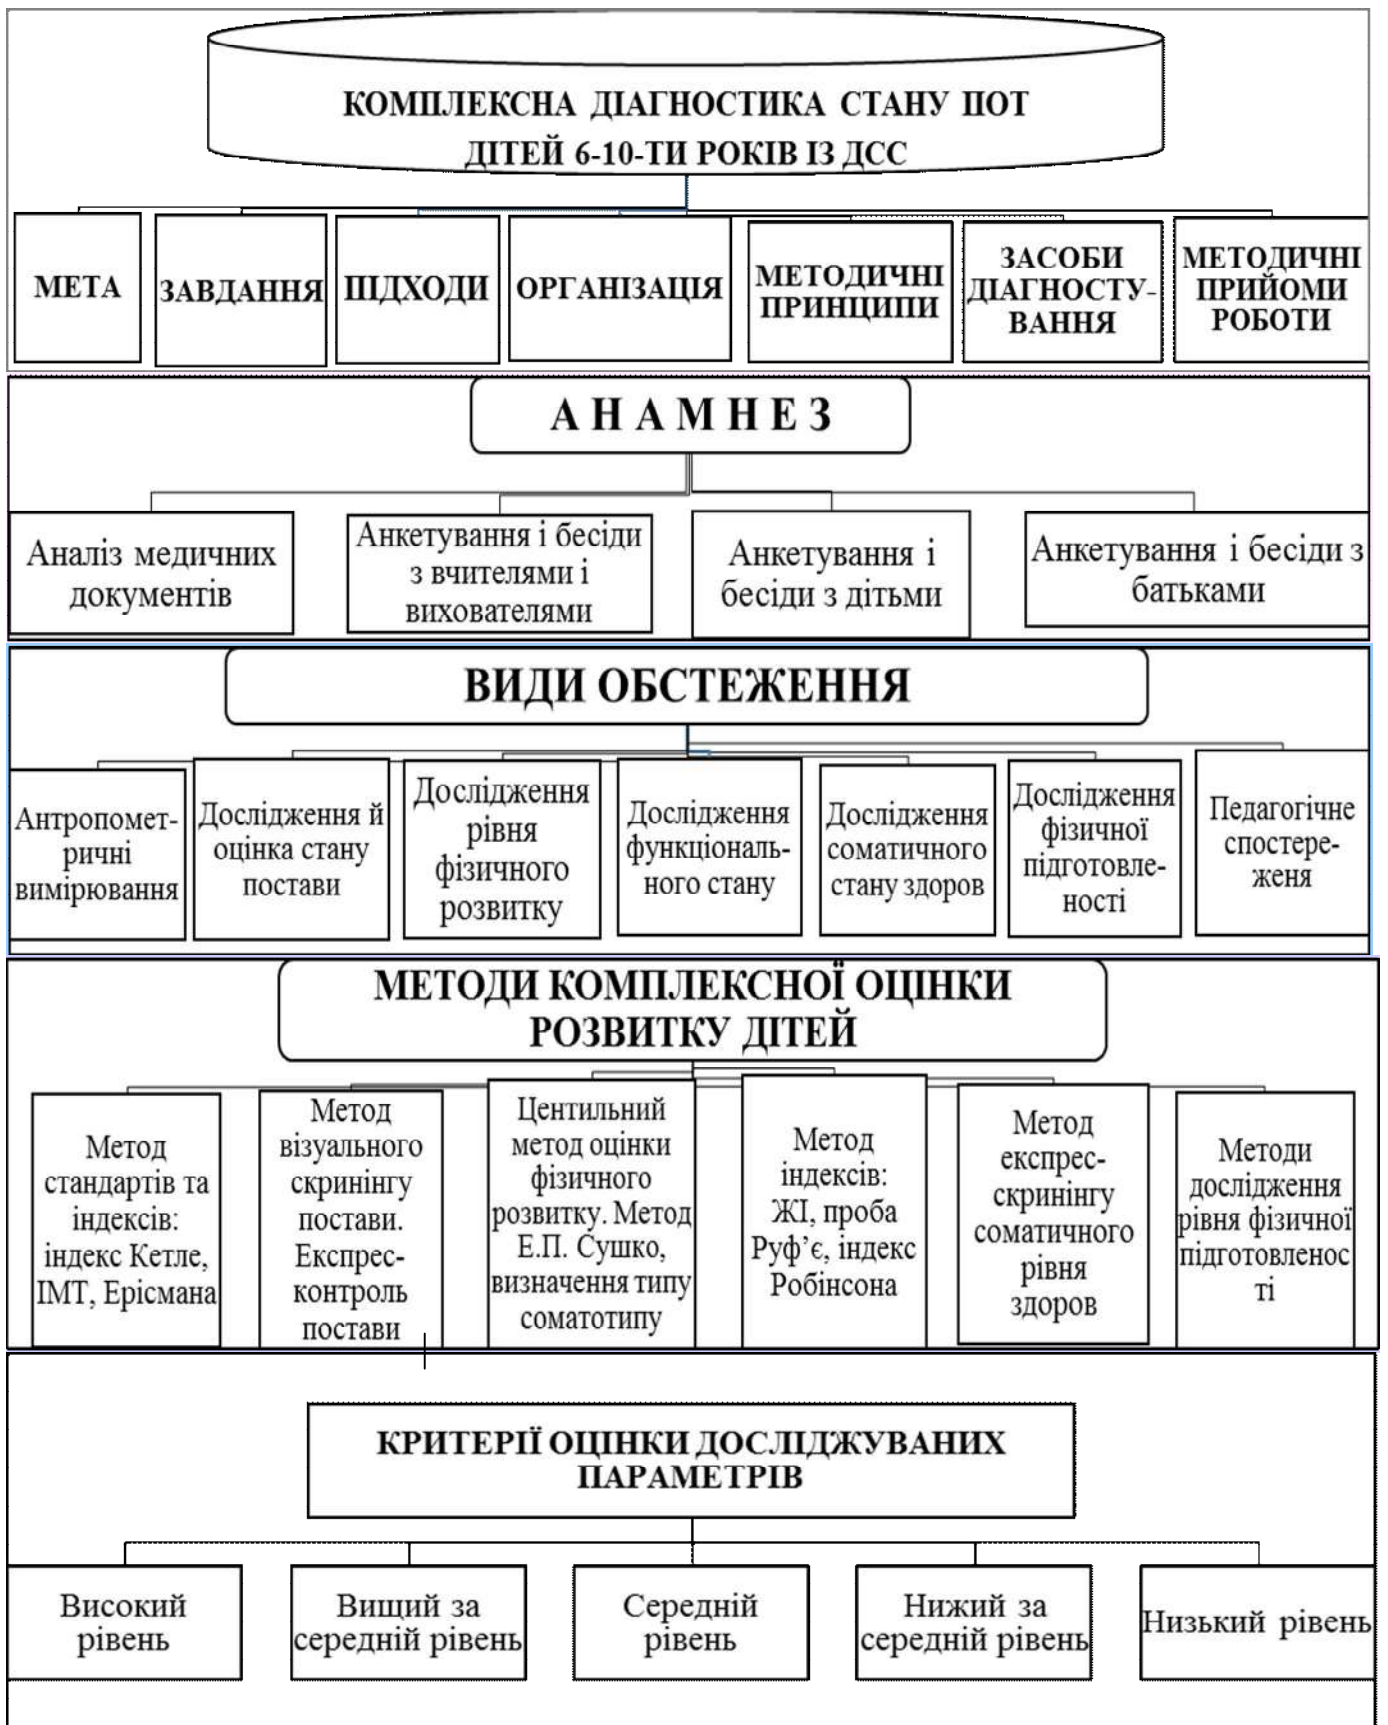 КОМПЛЕКСНА ДІАГНОСТИКА СТАНУ ПОТ
ДІТЕЙ 6-10-ТИ РОКІВ ІЗ ДСС
МЕТА
ЗАВДАННЯ
ПІДХОДИ
ОРГАНІЗАЦІЯ
МЕТОДИЧНІ
ПРИНЦИПИ
ЗАСОБИ
ДІАГНОСТУ-
ВАННЯ
МЕТОДИЧНІ
ПРИЙОМИ
РОБОТИ
А Н А М Н Е З
Аналіз медичних
документів
Анкетування і бесіди
з вчителями і
вихователями
Анкетування і
бесіди з дітьми
Анкетування і бесіди з
батьками
ВИДИ ОБСТЕЖЕННЯ
Антропомет-
ричні
вимірювання
Дослідження й
оцінка стану
постави
Дослідження
рівня
фізичного
розвитку
Дослідження
функціональ-
ного стану
Дослідження
соматичного
стану здоров
Дослідження
фізичної
підготовле-
ності
Педагогічне
спостере-
женя
МЕТОДИ КОМПЛЕКСНОЇ ОЦІНКИ
РОЗВИТКУ ДІТЕЙ
Метод
стандартів та
індексів:
індекс Кетле,
ІМТ, Ерісмана
Метод
візуального
скринінгу
постави.
Експрес-
контроль
постави
Центильний
метод оцінки
фізичного
розвитку. Метод
Е.П. Сушко,
визначення типу
соматотипу
Метод
індексів:
ЖІ, проба
Руф’є, індекс
Робінсона
Метод
експрес-
скринінгу
соматичного
рівня
здоров
Методи
дослідження
рівня фізичної
підготовленос
ті
КРИТЕРІЇ ОЦІНКИ ДОСЛІДЖУВАНИХ
ПАРАМЕТРІВ
Високий
рівень
Вищий за
середній рівень
Середній
рівень
Нижий за
середній рівень
Низький рівень